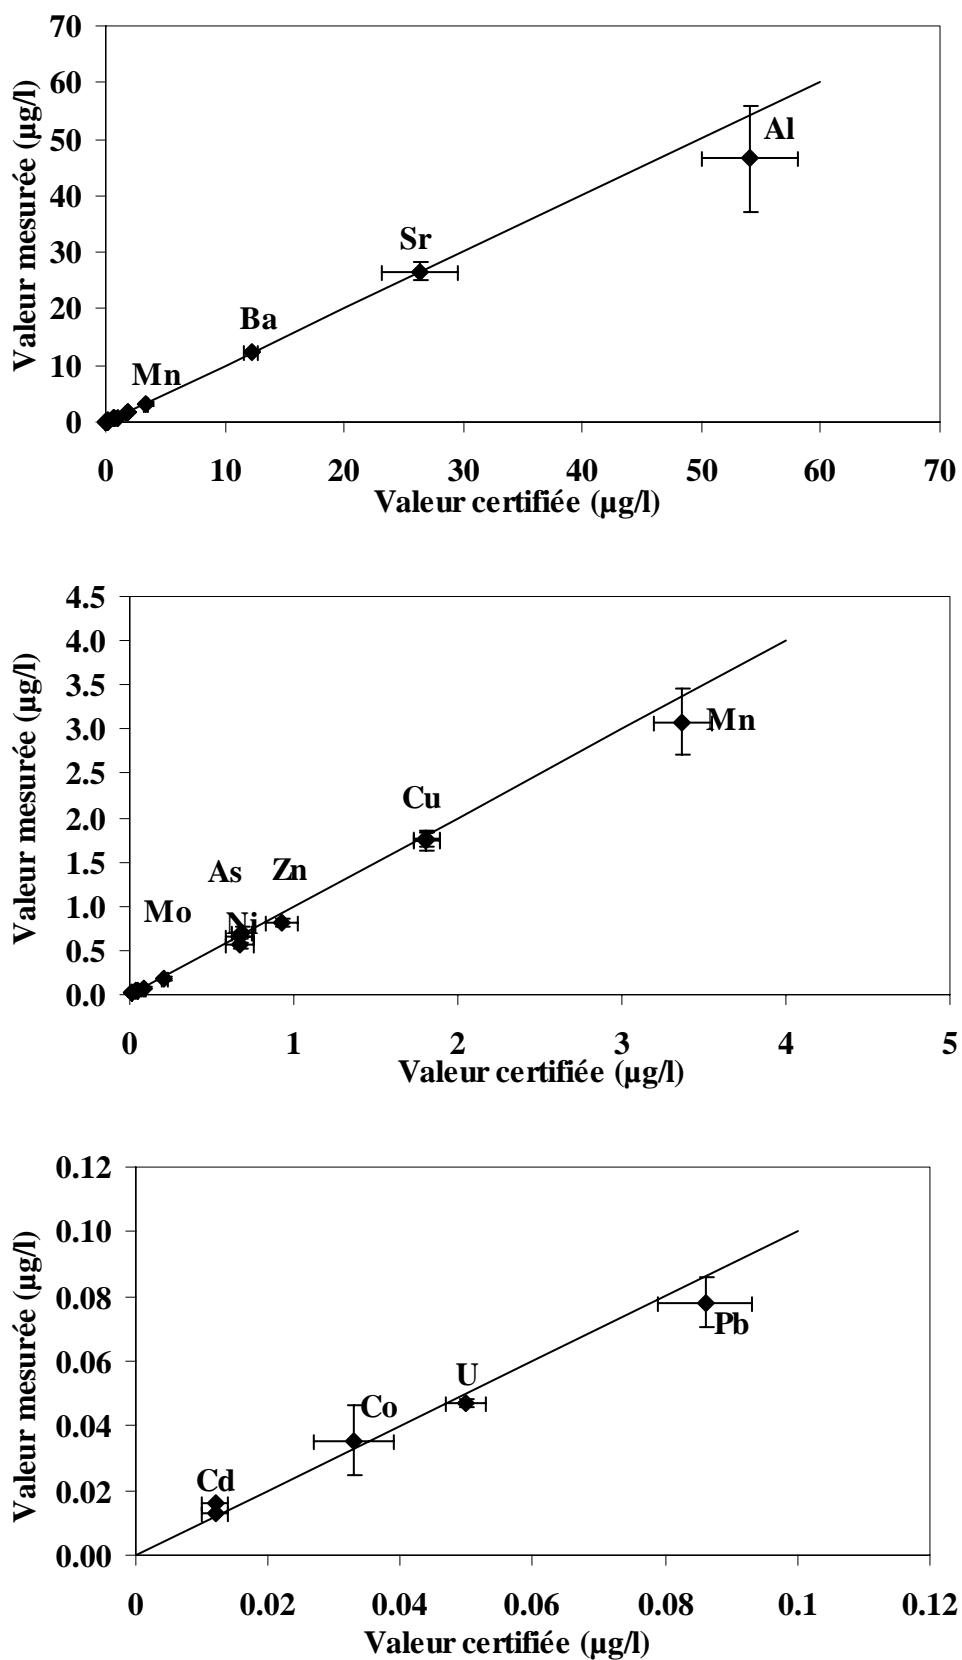 70
60
50
40
30
20
10
0
Valeur mesurée (µg/l)
Al
Sr
Ba
Mn
0 10 20 30 40 50 60 70
Valeur certifiée (µg/l)
4.5
4.0
3.5
3.0
2.5
2.0
1.5
1.0
0.5
0.0
Valeur mesurée (µg/l)
Mn
Cu
As Zn
Mo Ni
0 1 2 3 4 5
Valeur certifiée (µg/l)
0.12
0.10
0.08
0.06
0.04
0.02
0.00
Valeur mesurée (µg/l)
Pb
U
Co
Cd
0 0.02 0.04 0.06 0.08 0.1 0.12
Valeur certifiée (µg/l)